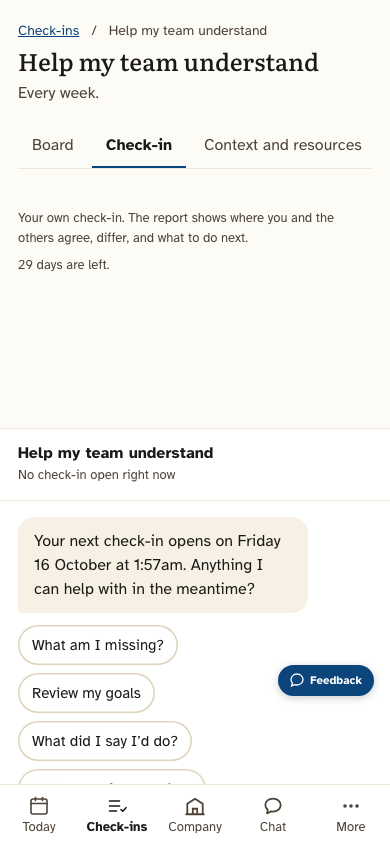 Check-ins / Help my team understand
Help my team understand
Every week.
Board Check-in Context and resources
Your own check-in. The report shows where you and the
others agree, differ, and what to do next.
29 days are left.
Help my team understand
No check-in open right now
Your next check-in opens on Friday
16 October at 1:57am. Anything I
can help with in the meantime?
What am I missing?
Review my goals
Feedback
What did I say I’d do?
Today Check-ins Company Chat More